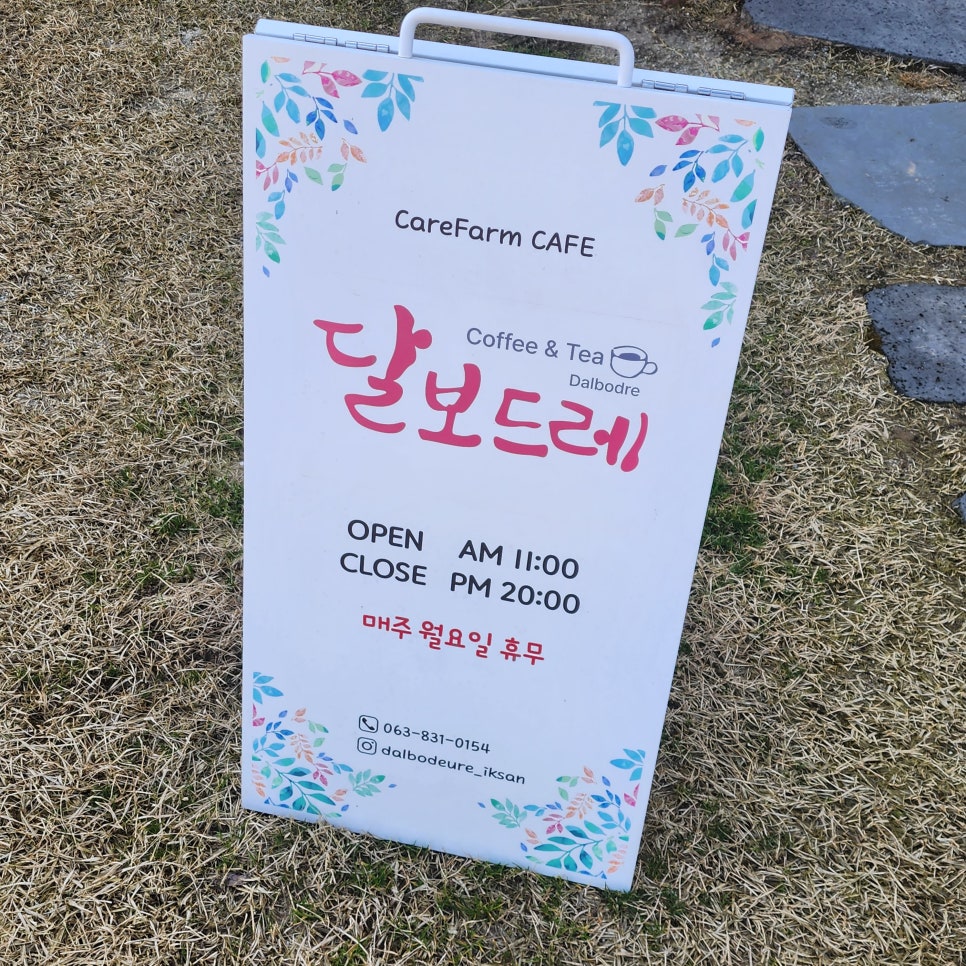 CareFarm CAFE
Coffee & Tea
Dalbodre
달보드레
OPEN AM 11:00
CLOSE PM 20:00
매주 월요일 휴무
063-831-0154
dalbodeure_iksan